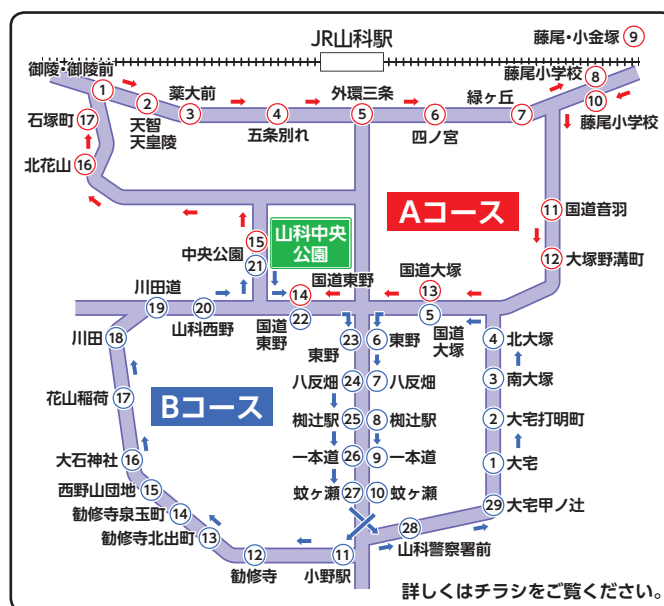 JR山科駅
藤尾・小金塚 9
御陵・御陵前
1
2
天智
天皇陵
薬大前
3
4
五条別れ
外環三条
5
6
四ノ宮
緑ヶ丘
7
藤尾小学校
8
10
藤尾小学校
石塚町 17
北花山 16
Aコース
11 国道音羽
12 大塚野溝町
山科中央
公園
中央公園
15
21
国道東野
14
22
国道
東野
国道大塚
13
5
国道
大塚
川田道
19
20
山科西野
川田 18
花山稲荷 17
Bコース
大石神社 16
西野山団地 15
勧修寺泉玉町 14
勧修寺北出町 13
12
勧修寺
11
小野駅
23
東野
6 東野
八反畑 24
7 八反畑
椥辻駅 25
8 椥辻駅
一本道 26
9 一本道
蚊ヶ瀬 27
10 蚊ヶ瀬
4 北大塚
3 南大塚
2 大宅打明町
1 大宅
29 大宅甲ノ辻
28
山科警察署前
詳しくはチラシをご覧ください。